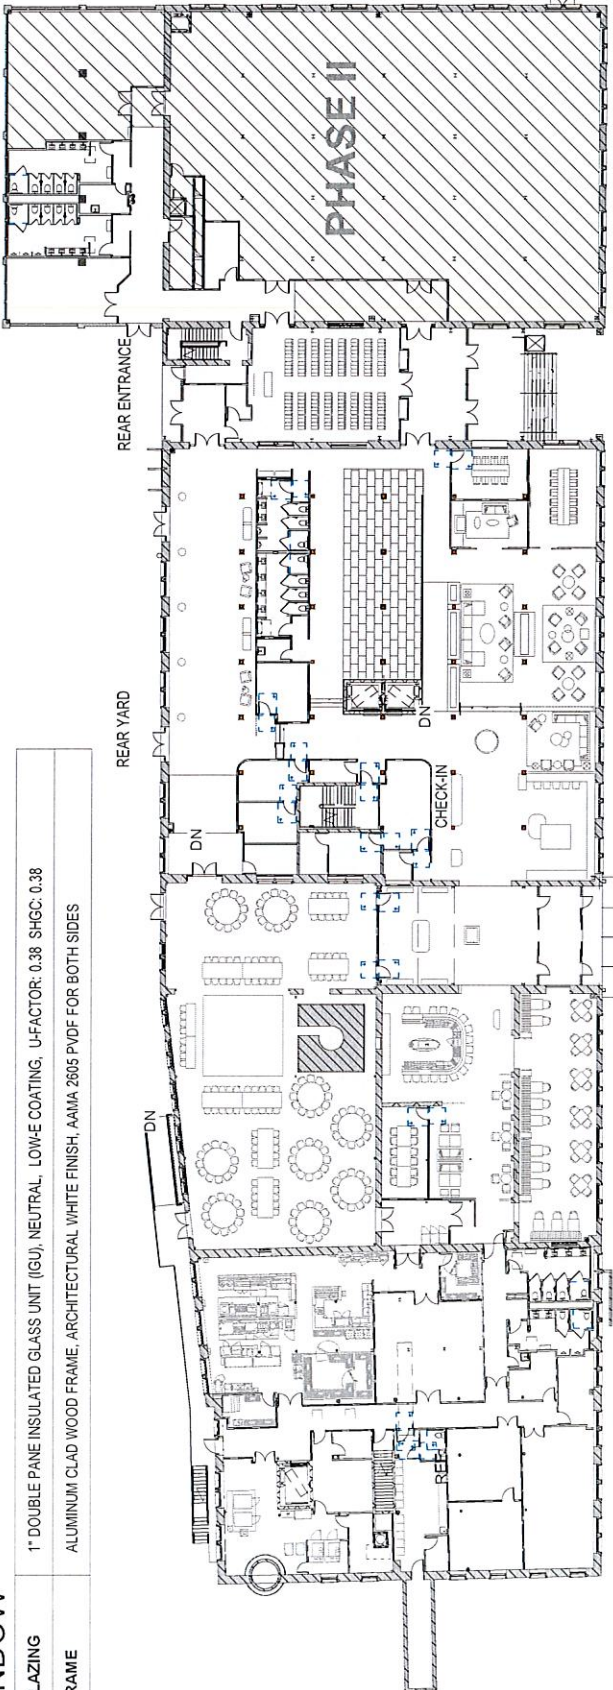 NDOW
LAZING
1" DOUBLE PANE INSULATED GLASS UNIT (IGU), NEUTRAL, LOW-E COATING, U-FACTOR: 0.38 SHGC: 0.38
RAME
ALUMINUM CLAD WOOD FRAME, ARCHITECTURAL WHITE FINISH, AAMA 2605 PVDF FOR BOTH SIDES
REAR YARD
REAR ENTRANCE
DN
DN
PHASE II
DN
CHECK-IN
REF